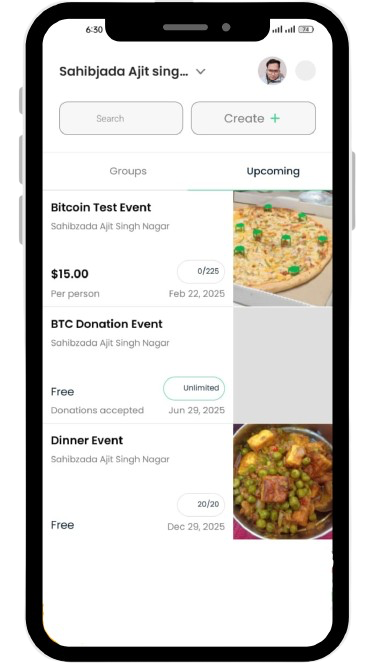 6:30
74
Sahibjada Ajit sing...
Search
Create +
Groups
Upcoming
Bitcoin Test Event
Sahibzada Ajit Singh Nagar
$15.00
0/225
Per person
Feb 22, 2025
BTC Donation Event
Sahibzada Ajit Singh Nagar
Free
Unlimited
Donations accepted
Jun 29, 2025
Dinner Event
Sahibzada Ajit Singh Nagar
20/20
Free
Dec 29, 2025